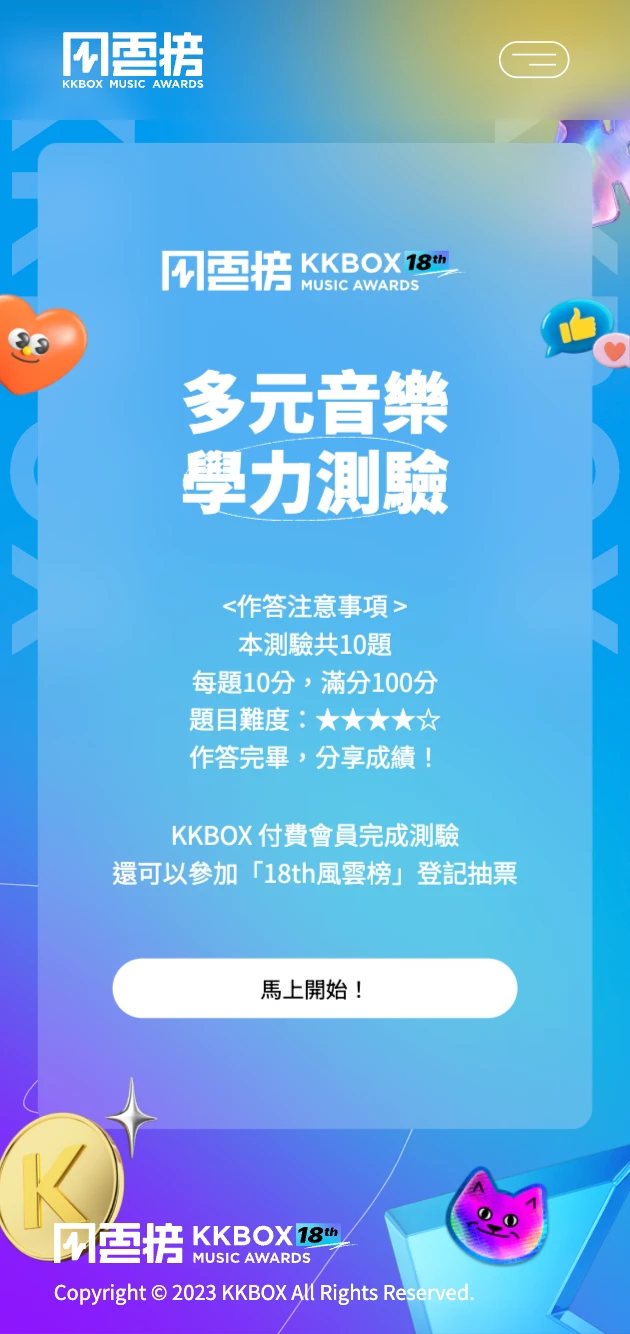 風雲榜
KKBOX MUSIC AWARDS
風雲榜 KKBOX 18th
MUSIC AWARDS
多元音樂
學力測驗
<作答注意事項 >
本測驗共10題
每題10分，滿分100分
題目難度：★★★★☆
作答完畢，分享成績！
KKBOX 付費會員完成測驗
還可以參加「18th風雲榜」登記抽票
馬上開始！
K
風雲榜 KKBOX 18th
MUSIC AWARDS
Copyright © 2023 KKBOX All Rights Reserved.